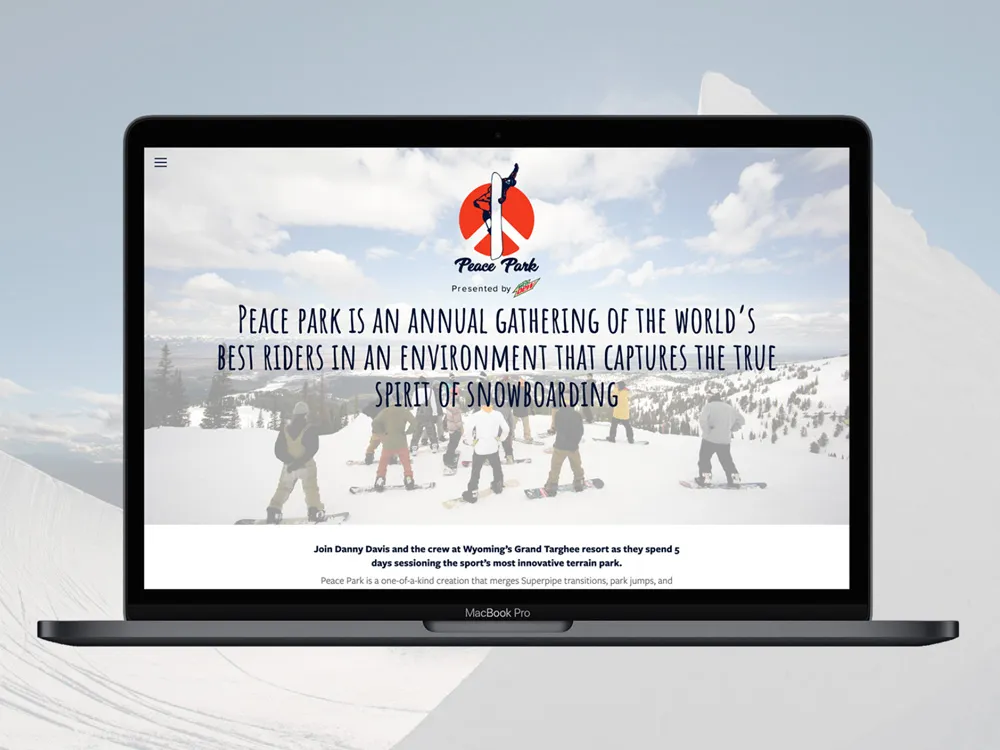 Peace Park
Presented by
DEW
PEACE PARK IS AN ANNUAL GATHERING OF THE WORLD'S
BEST RIDERS IN AN ENVIRONMENT THAT CAPTURES THE TRUE
SPIRIT OF SNOWBOARDING
Join Danny Davis and the crew at Wyoming's Grand Targhee resort as they spend 5
days sessioning the sport's most innovative terrain park.
Peace Park is a one-of-a-kind creation that merges Superpipe transitions, park jumps, and
MacBook Pro